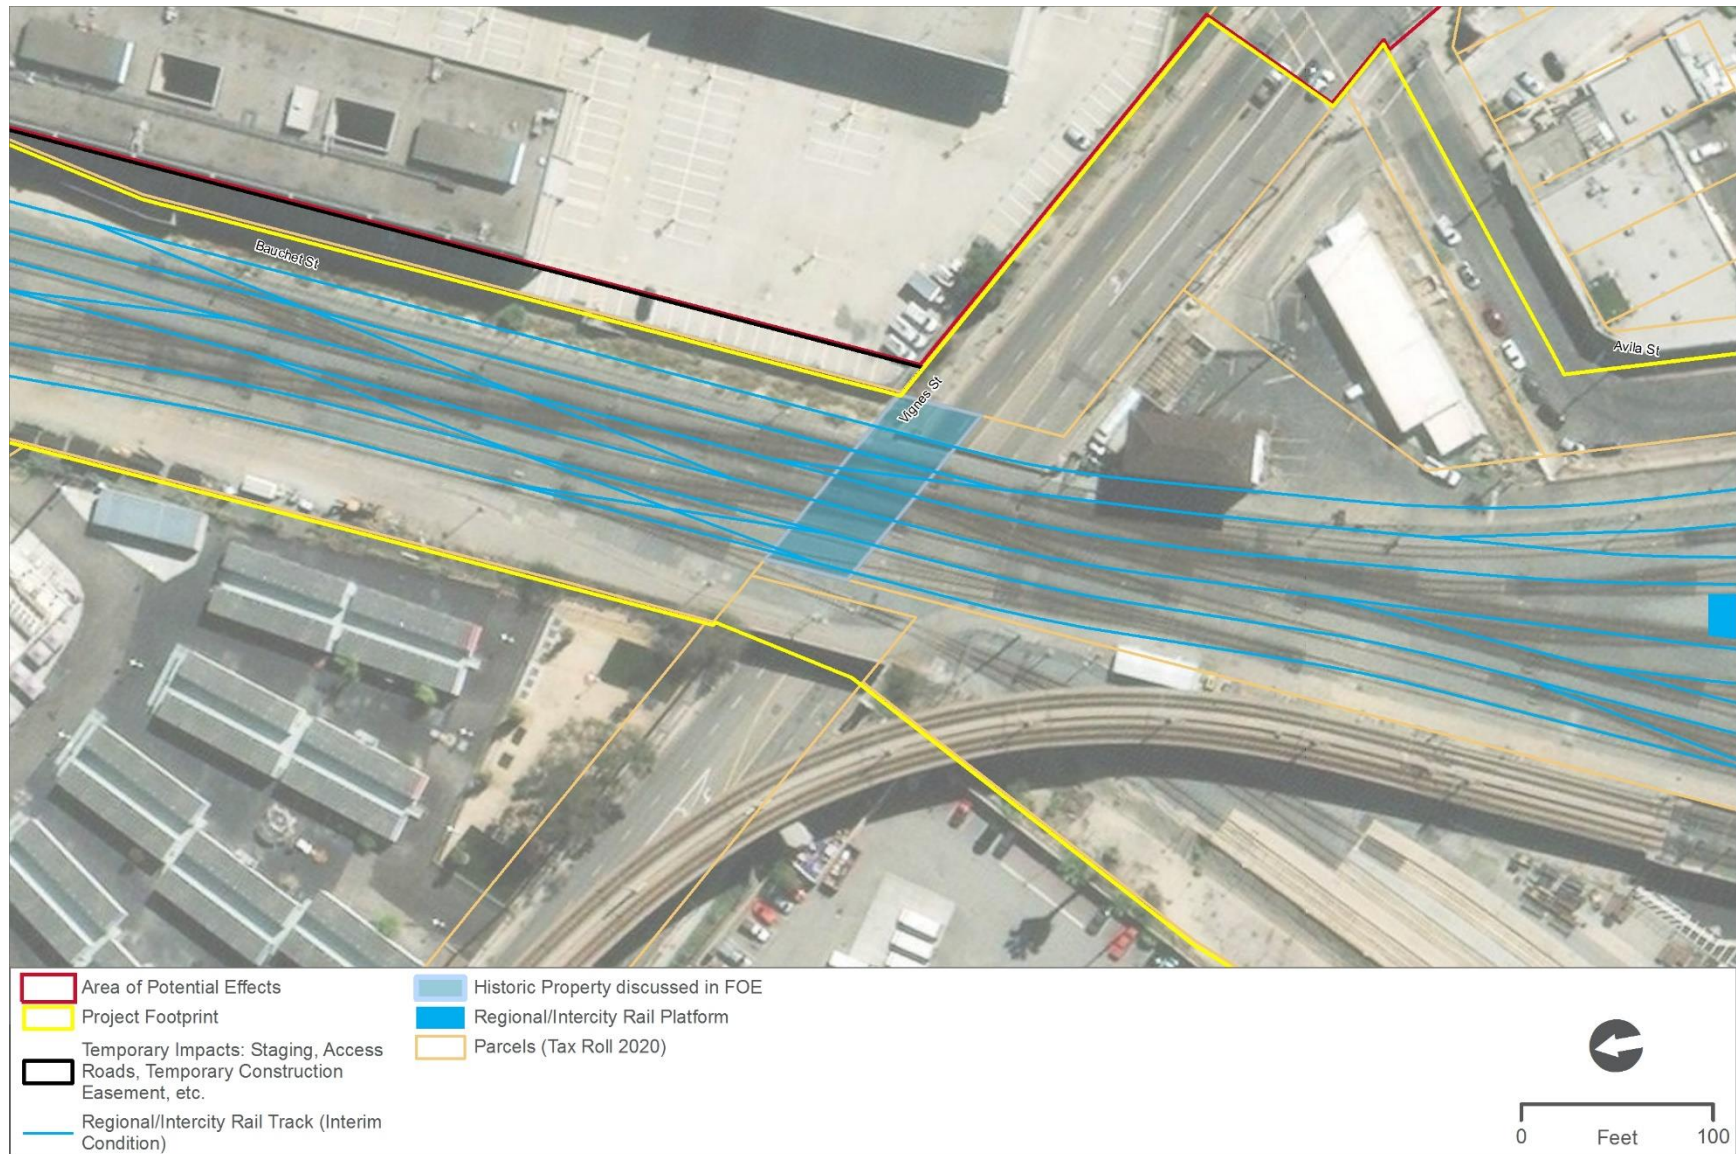 Bauchet St
Vignes St
Avila St
Area of Potential Effects
Project Footprint
Temporary Impacts: Staging, Access
Roads, Temporary Construction
Easement, etc.
Regional/Intercity Rail Track (Interim
Condition)
Historic Property discussed in FOE
Regional/Intercity Rail Platform
Parcels (Tax Roll 2020)
0 Feet 100